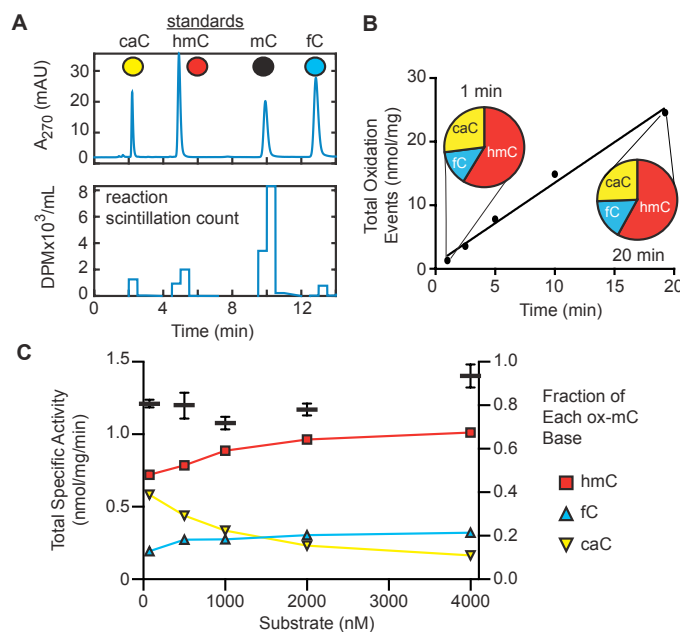 A
standards
caC hmC mC fC
30
20
10
0
A270 (mAU)
reaction
scintillation count
8
6
4
2
0
DPMx10³/mL
0 4 8 12
Time (min)
B
30
20
10
0
Total Oxidation
Events (nmol/mg)
1 min
caC
fC
hmC
caC
fC
hmC
20 min
0 5 10 15 20
Time (min)
C
1.5
1.0
0.5
0
Total Specific Activity
(nmol/mg/min)
1.0
0.8
0.6
0.4
0.2
0.0
Fraction of
Each ox-mC
Base
hmC
fC
caC
0 1000 2000 3000 4000
Substrate (nM)